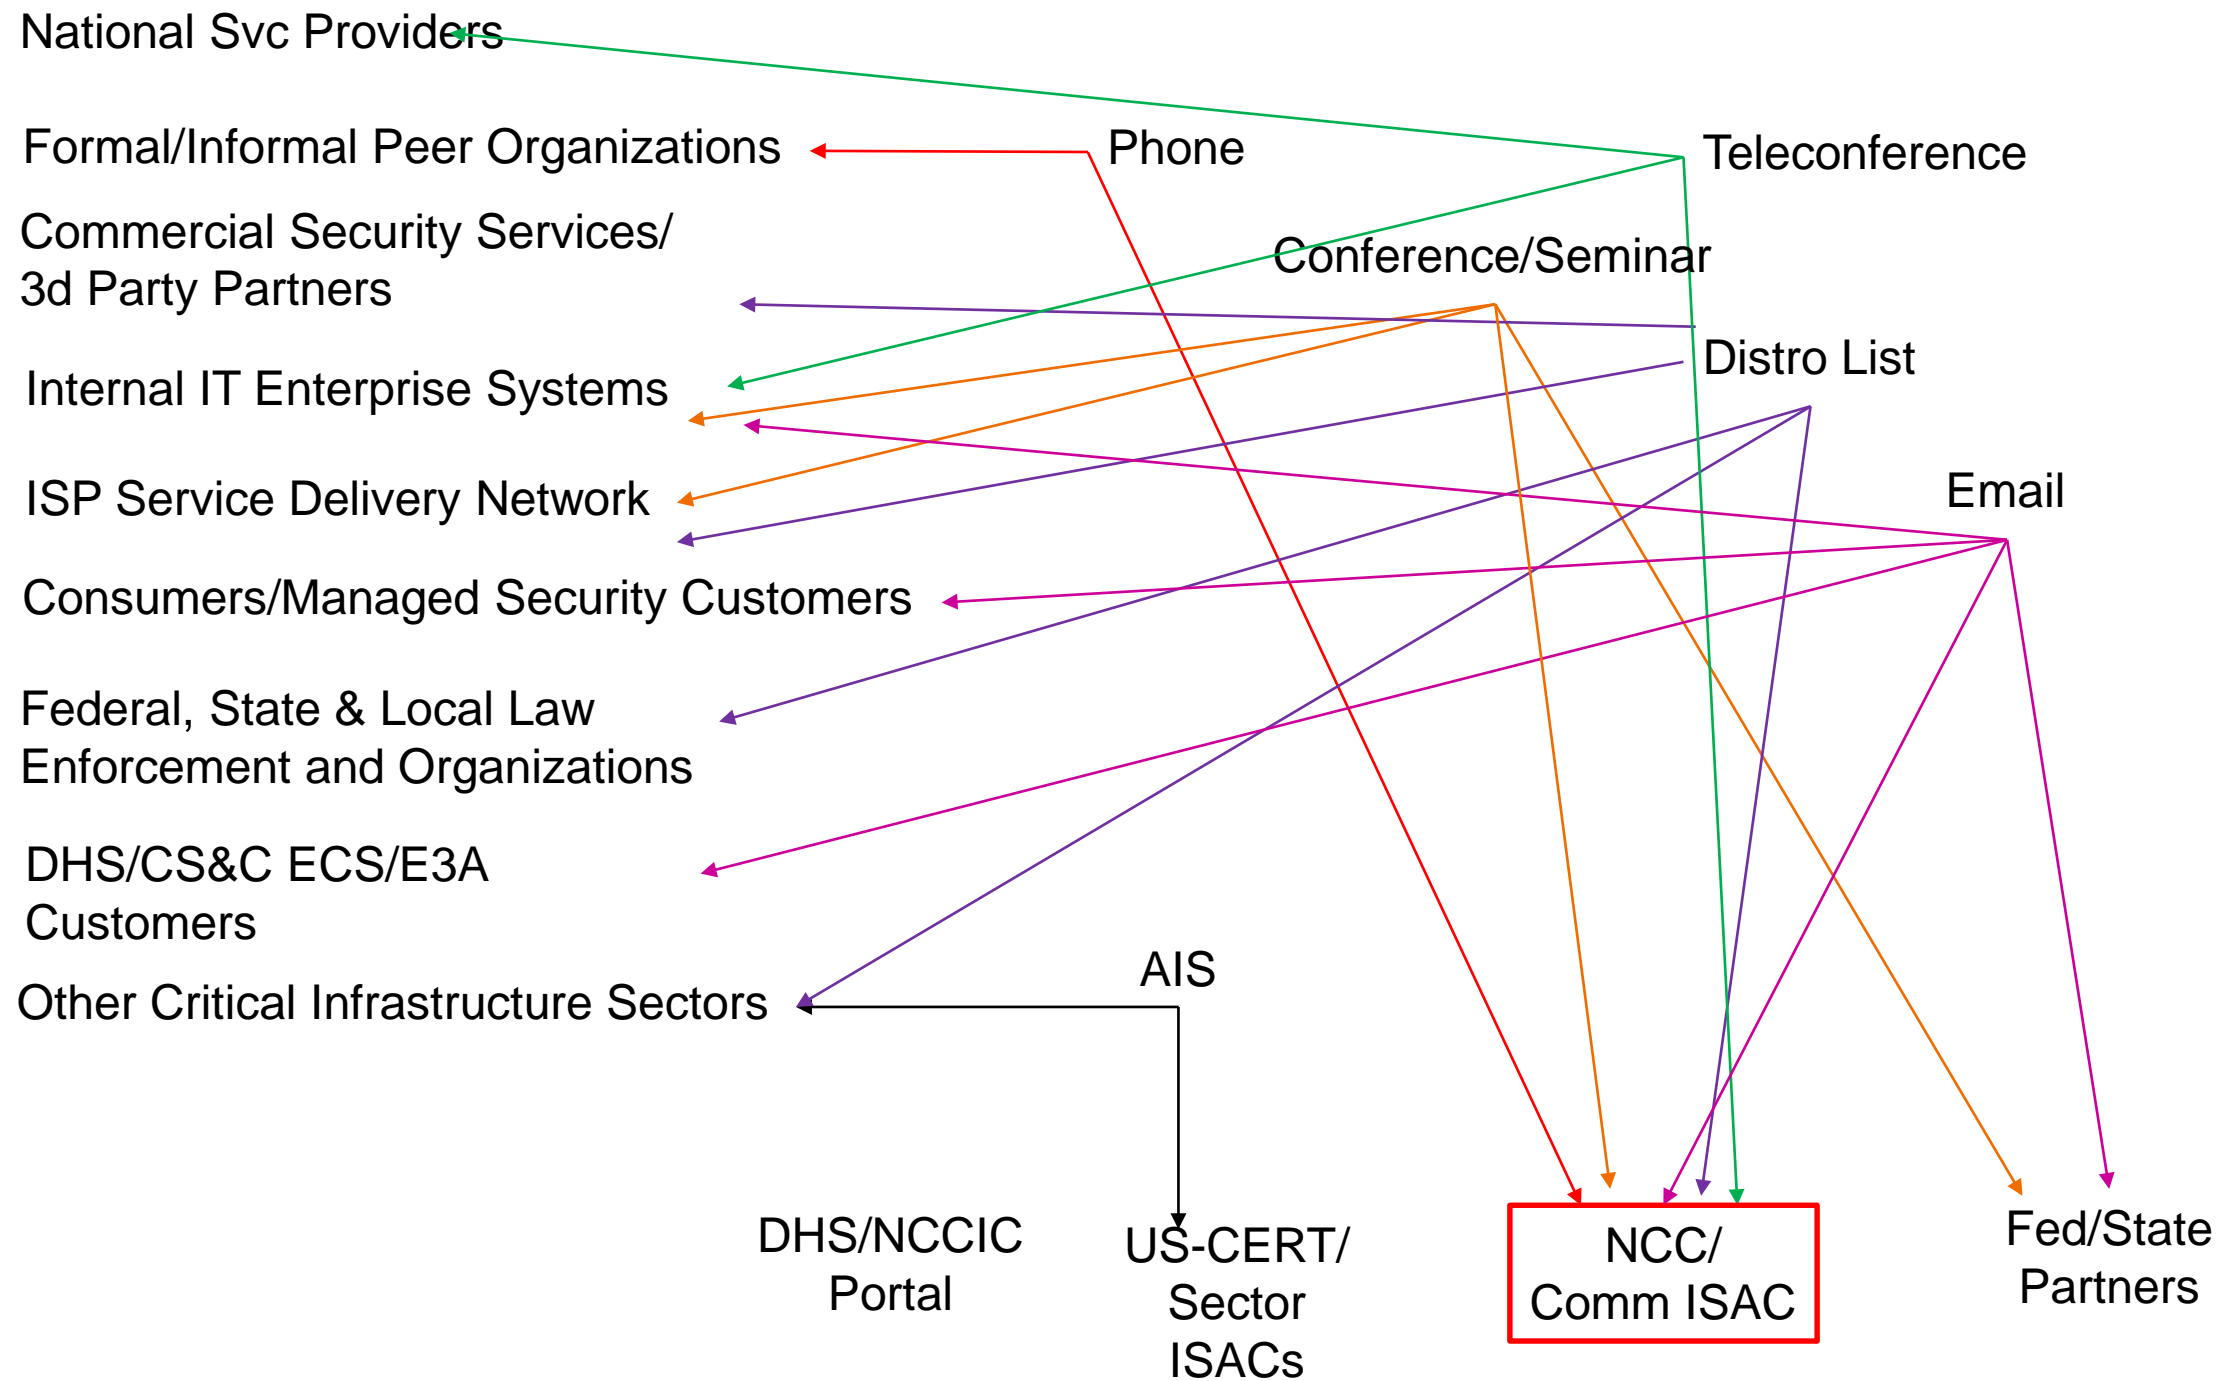 National Svc Providers
Formal/Informal Peer Organizations
Phone
Teleconference
Commercial Security Services/
3d Party Partners
Conference/Seminar
Internal IT Enterprise Systems
Distro List
ISP Service Delivery Network
Email
Consumers/Managed Security Customers
Federal, State & Local Law
Enforcement and Organizations
DHS/CS&C ECS/E3A
Customers
AIS
Other Critical Infrastructure Sectors
DHS/NCCIC
Portal
US-CERT/
Sector
ISACs
NCC/
Comm ISAC
Fed/State
Partners